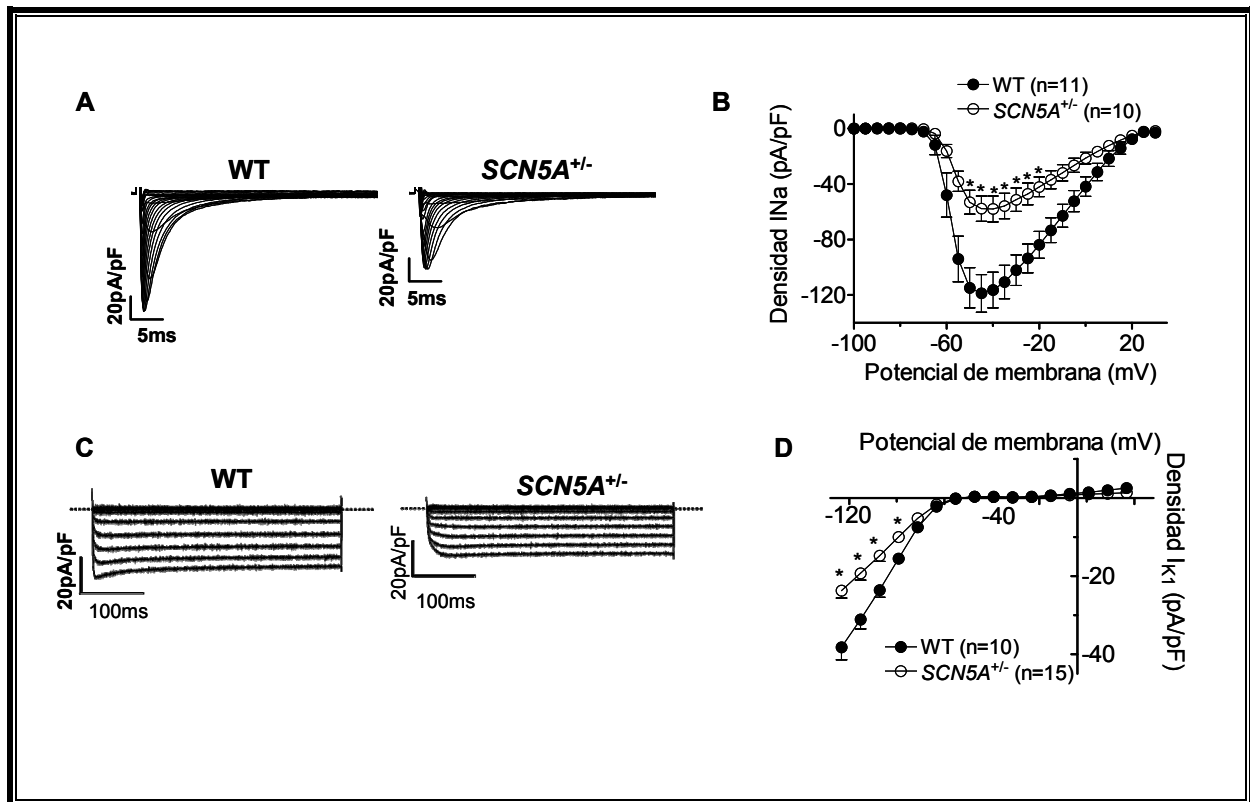 A
WT
SCN5A+/-
20pA/pF
5ms
20pA/pF
5ms
B
WT (n=11)
SCN5A+/- (n=10)
Densidad INa (pA/pF)
0
-40
-80
-120
* * * * * * *
-100
-60
-20
20
Potencial de membrana (mV)
C
WT
SCN5A+/-
20pA/pF
100ms
20pA/pF
100ms
D
Potencial de membrana (mV)
-120
-40
Densidad IK1 (pA/pF)
-20
-40
* * * *
WT (n=10)
SCN5A+/- (n=15)